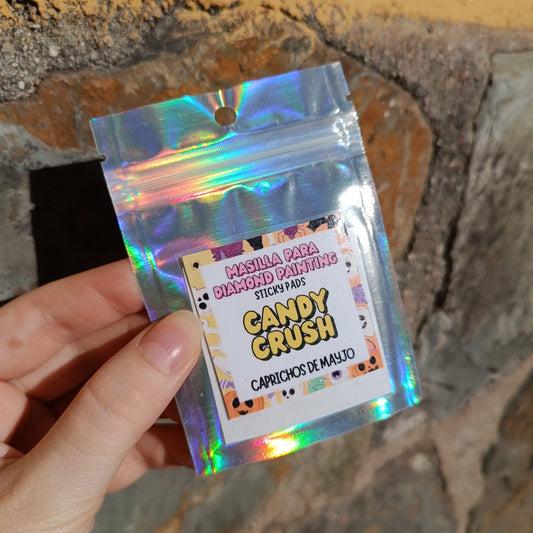 MASILLA PARA
DIAMOND PAINTING
STICKY PADS
CANDY
CRUSH
CAPRICHOS DE MAYJO